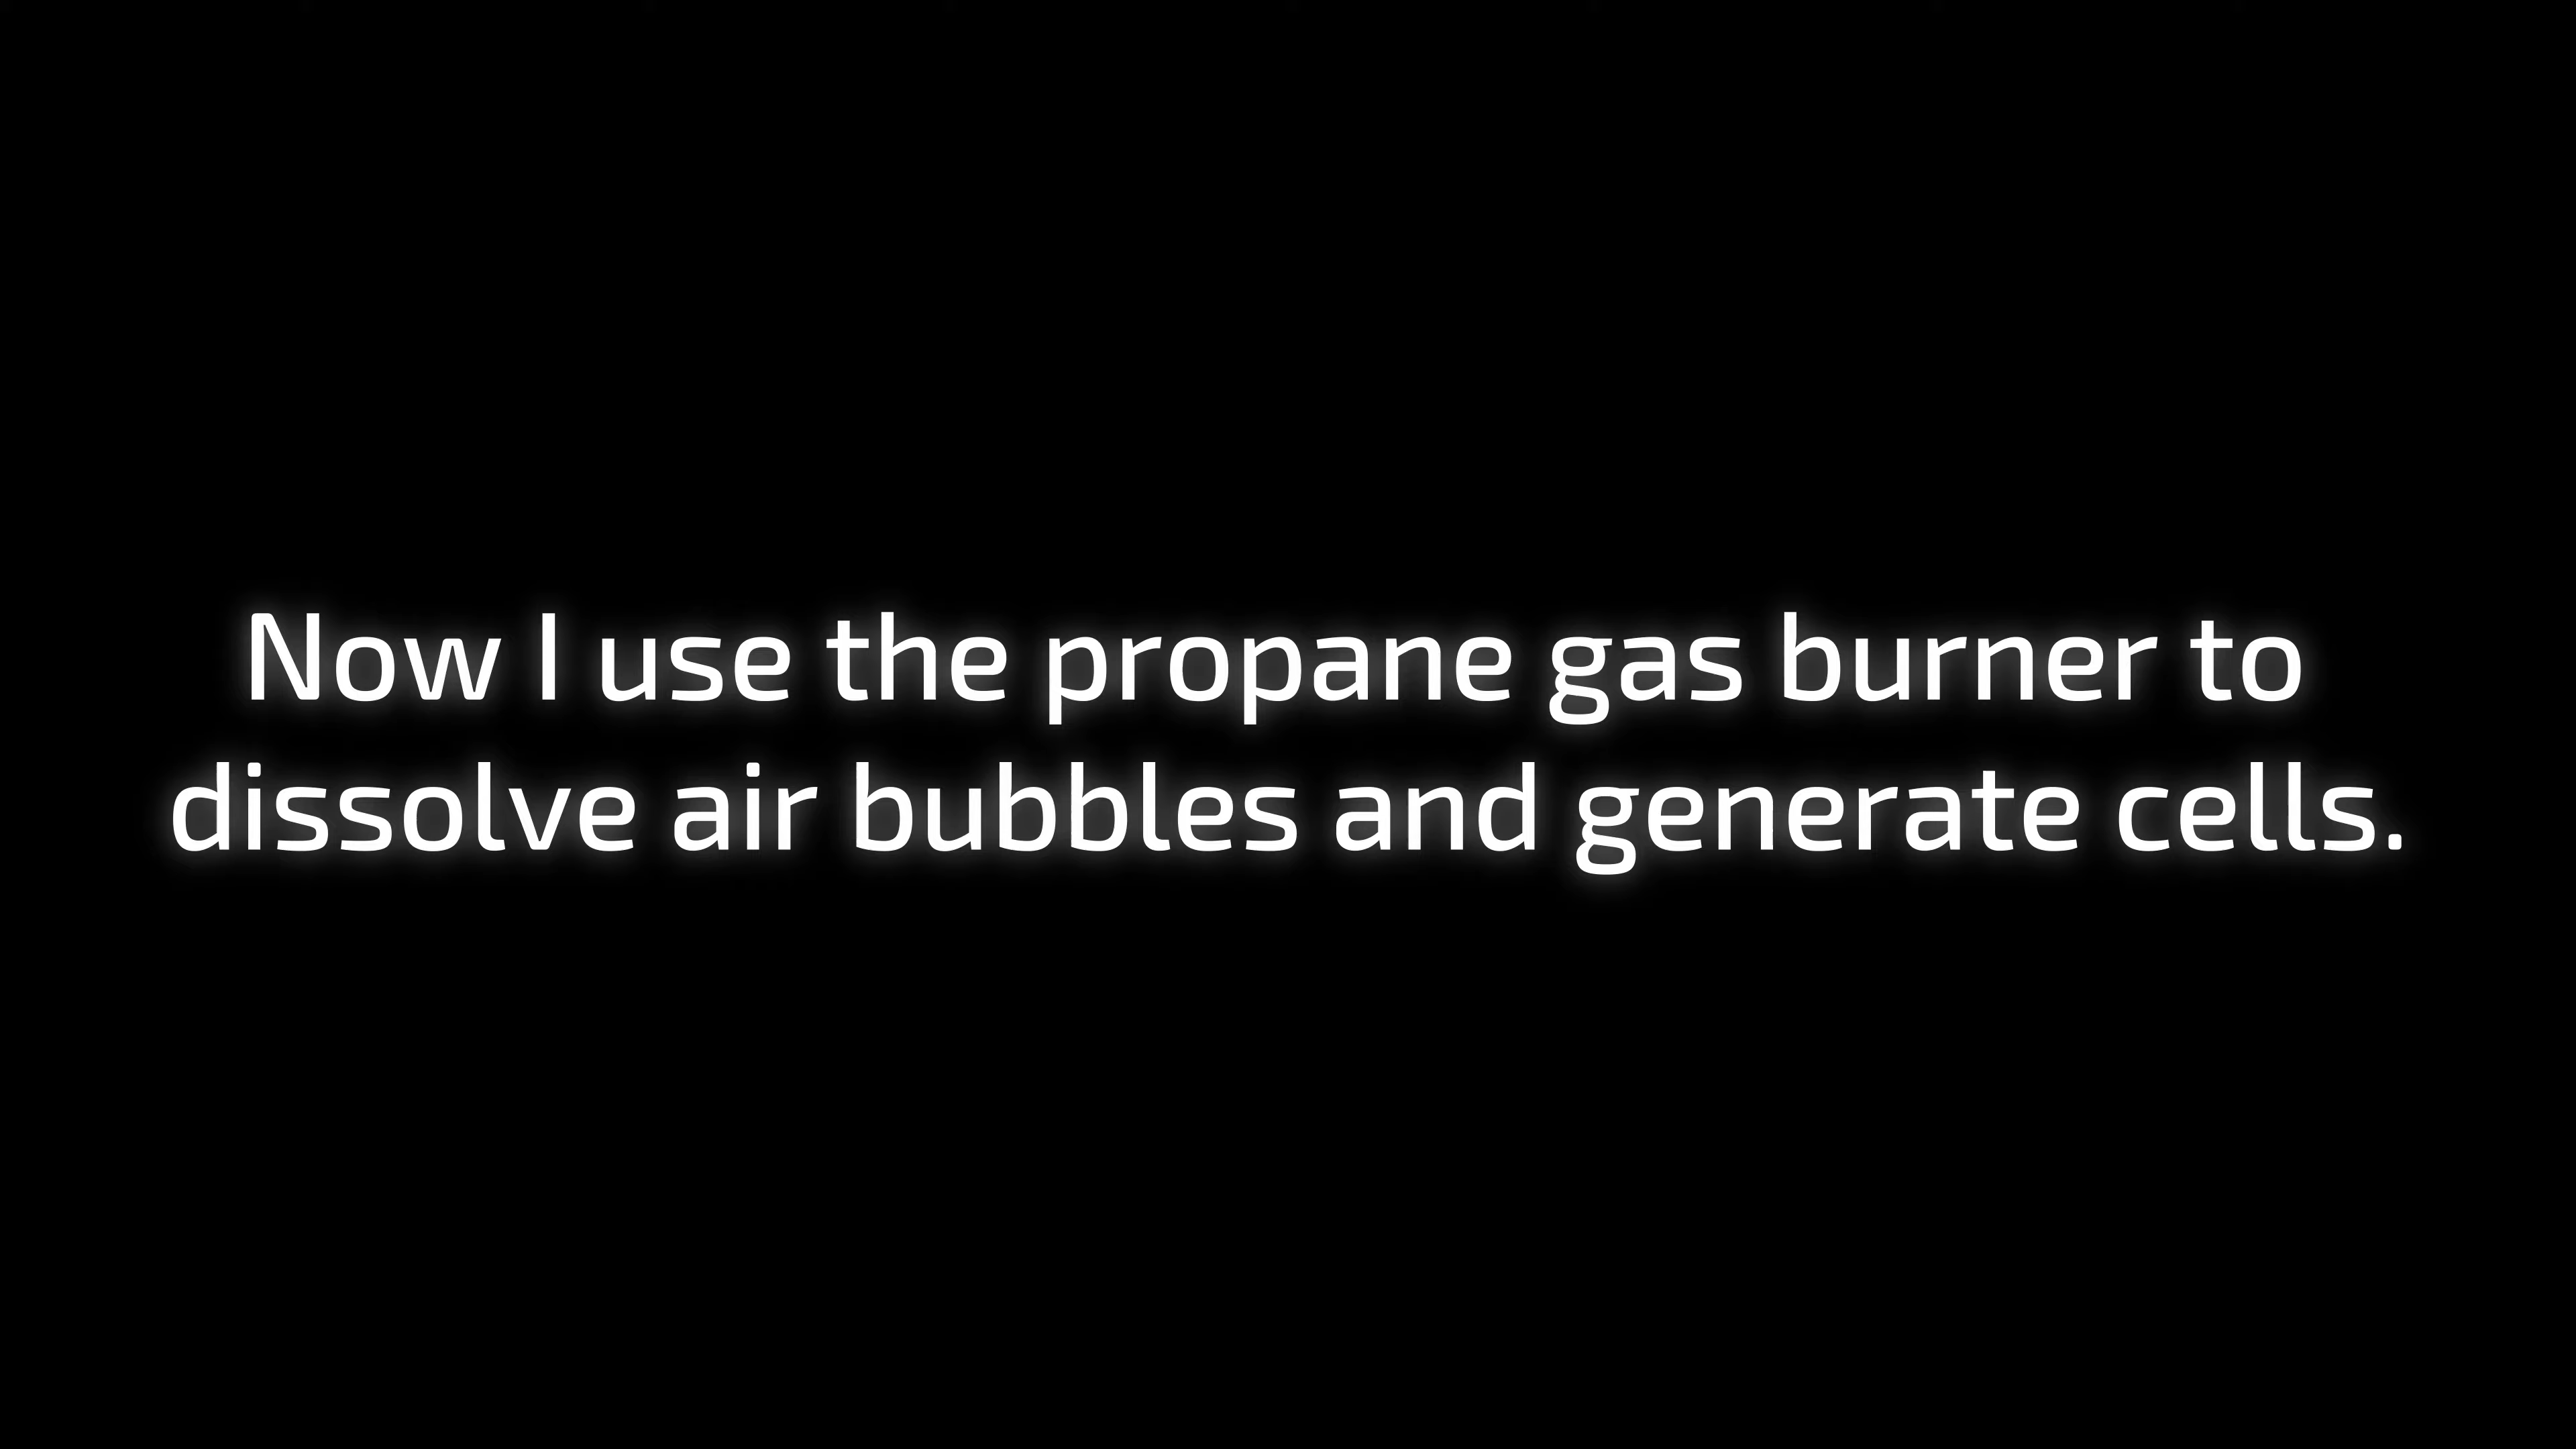 Now I use the propane gas burner to
dissolve air bubbles and generate cells.